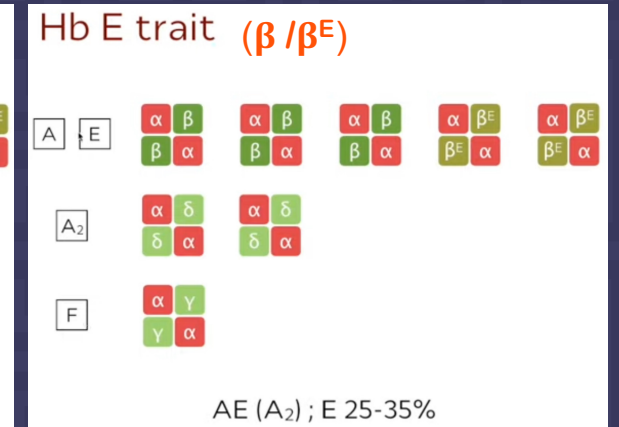 Hb E trait (β /βᴱ)
A E α β α β α β α βᴱ α βᴱ
β α β α β α βᴱ α βᴱ α
A₂ α δ α δ
δ α δ α
F α γ
γ α
AE (A₂) ; E 25-35%